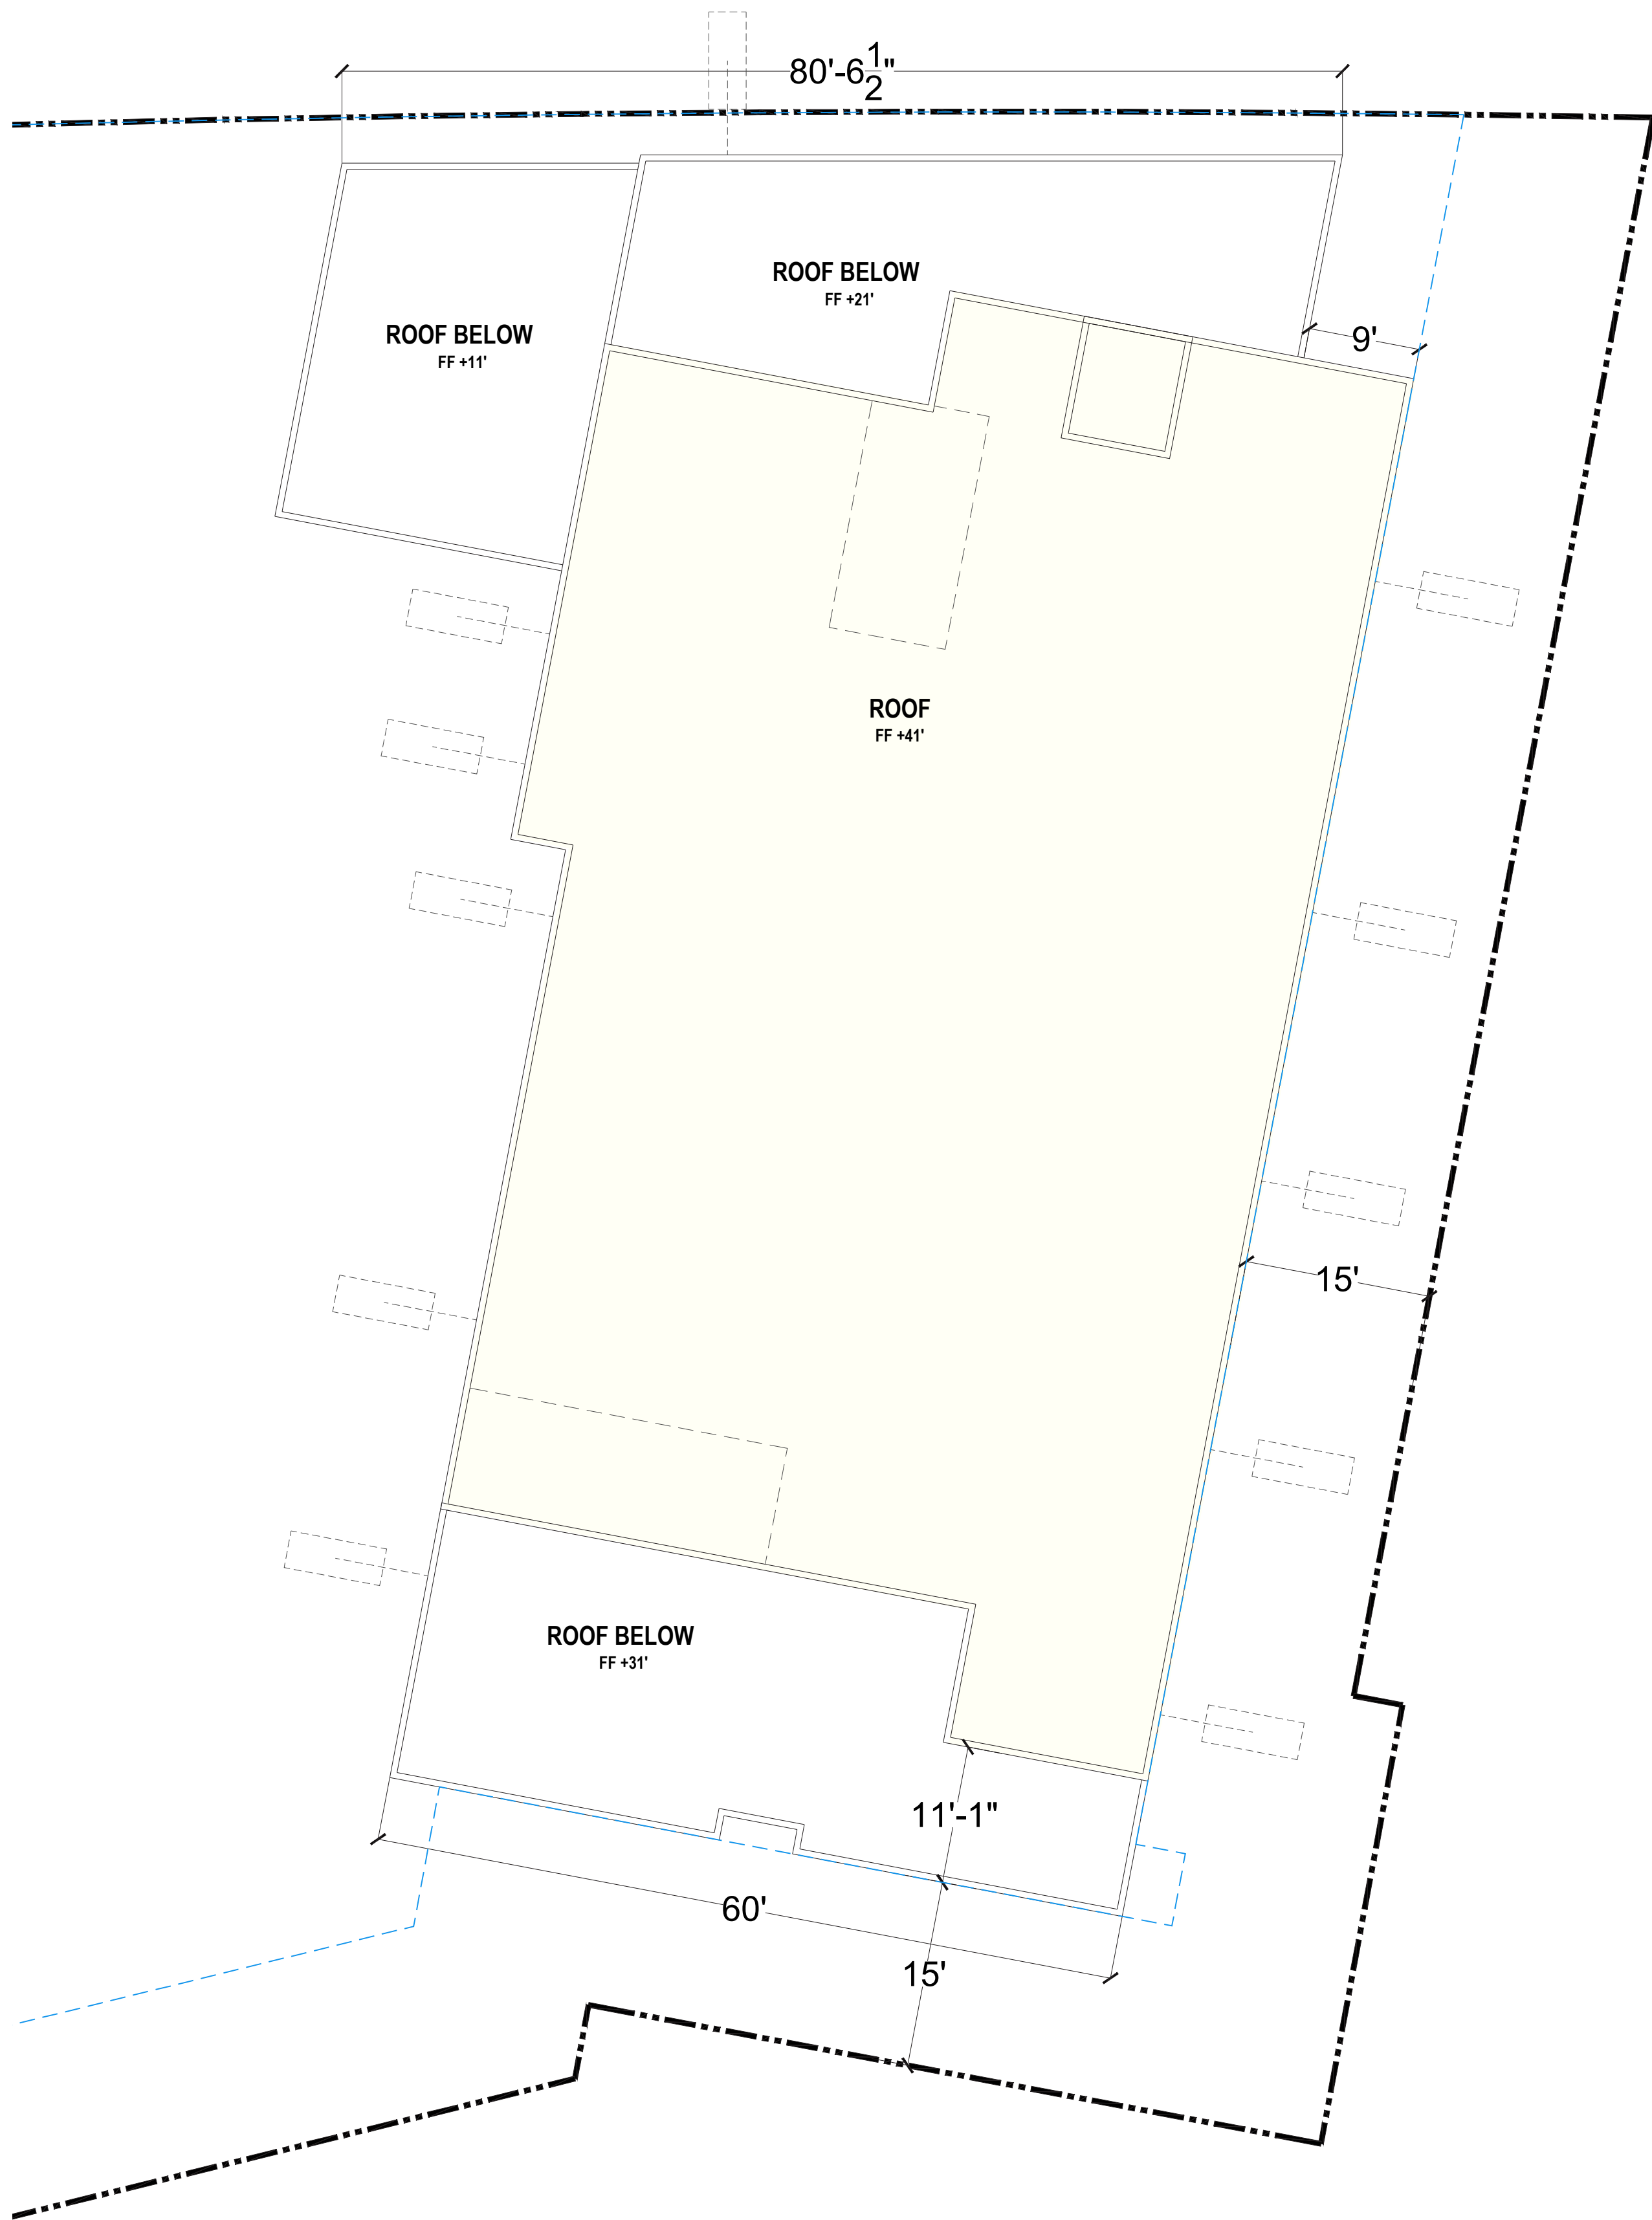 80'-6 1/2"
ROOF BELOW
FF +21'
ROOF BELOW
FF +11'
9'
ROOF
FF +41'
15'
ROOF BELOW
FF +31'
11'-1"
60'
15'